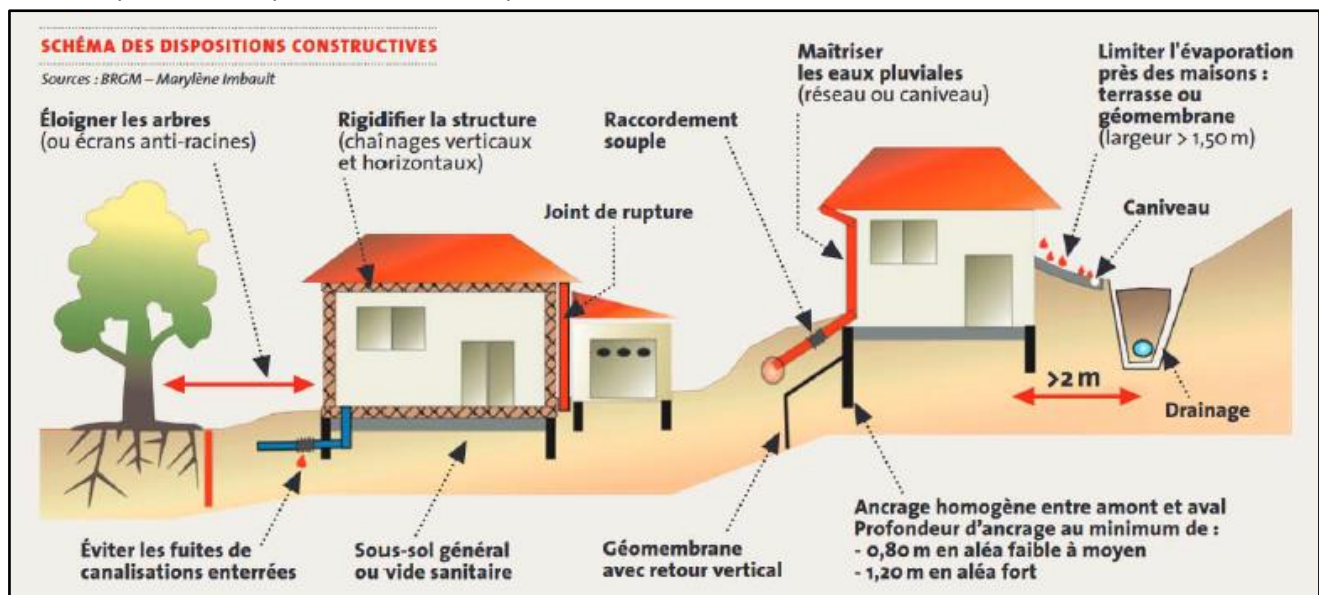 SCHÉMA DES DISPOSITIONS CONSTRUCTIVES
Sources : BRGM – Marylène Imbault
Éloigner les arbres
(ou écrans anti-racines)
Rigidifier la structure
(chaînages verticaux
et horizontaux)
Joint de rupture
Raccordement
souple
Maîtriser
les eaux pluviales
(réseau ou caniveau)
Limiter l'évaporation
près des maisons :
terrasse ou
géomembrane
(largeur > 1,50 m)
Caniveau
>2 m
Drainage
Éviter les fuites de
canalisations enterrées
Sous-sol général
ou vide sanitaire
Géomembrane
avec retour vertical
Ancrage homogène entre amont et aval
Profondeur d'ancrage au minimum de :
- 0,80 m en aléa faible à moyen
- 1,20 m en aléa fort